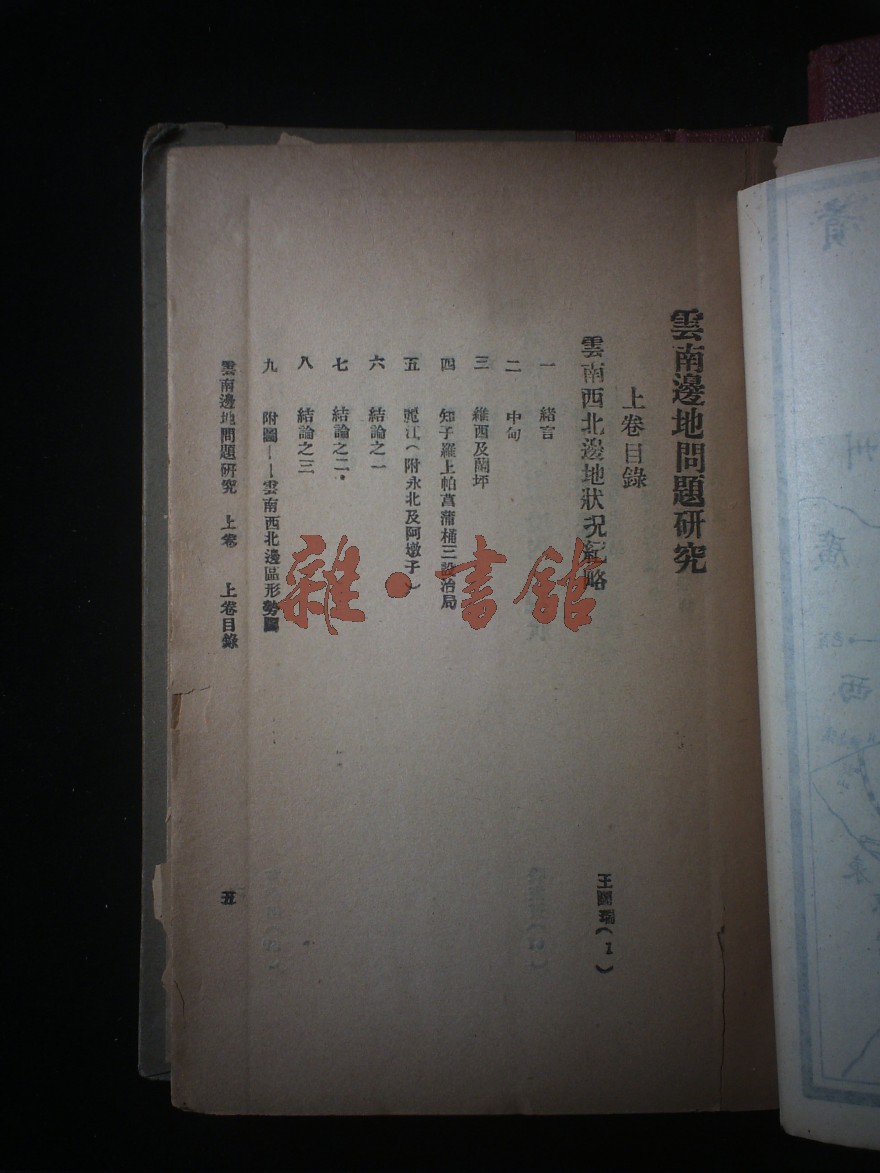 雲南邊地問題研究
上卷目錄
雲南西北邊地狀況紀略 王國瑞(1)
一 緒言
二 中甸
三 維西及蘭坪
四 知子羅上帕菖蒲桶三設治局
五 麗江(附永北及阿墩子)
六 結論之一
七 結論之二
八 結論之三
九 附圖——雲南西北邊區形勢圖
雲南邊地問題研究 上卷 上卷目錄 五
雜·書館
貴
州
廣
西